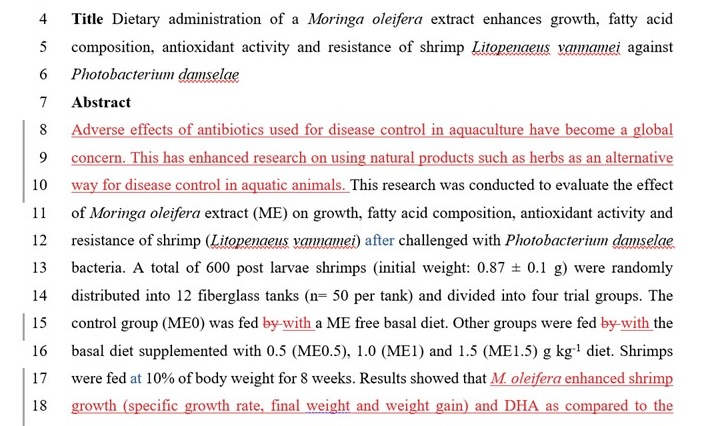 4 Title Dietary administration of a Moringa oleifera extract enhances growth, fatty acid
5 composition, antioxidant activity and resistance of shrimp Litopenaeus vannamei against
6 Photobacterium damselae
7 Abstract
8 Adverse effects of antibiotics used for disease control in aquaculture have become a global
9 concern. This has enhanced research on using natural products such as herbs as an alternative
10 way for disease control in aquatic animals. This research was conducted to evaluate the effect
11 of Moringa oleifera extract (ME) on growth, fatty acid composition, antioxidant activity and
12 resistance of shrimp (Litopenaeus vannamei) after challenged with Photobacterium damselae
13 bacteria. A total of 600 post larvae shrimps (initial weight: 0.87 ± 0.1 g) were randomly
14 distributed into 12 fiberglass tanks (n= 50 per tank) and divided into four trial groups. The
15 control group (ME0) was fed by with a ME free basal diet. Other groups were fed by with the
16 basal diet supplemented with 0.5 (ME0.5), 1.0 (ME1) and 1.5 (ME1.5) g kg-1 diet. Shrimps
17 were fed at 10% of body weight for 8 weeks. Results showed that M. oleifera enhanced shrimp
18 growth (specific growth rate, final weight and weight gain) and DHA as compared to the